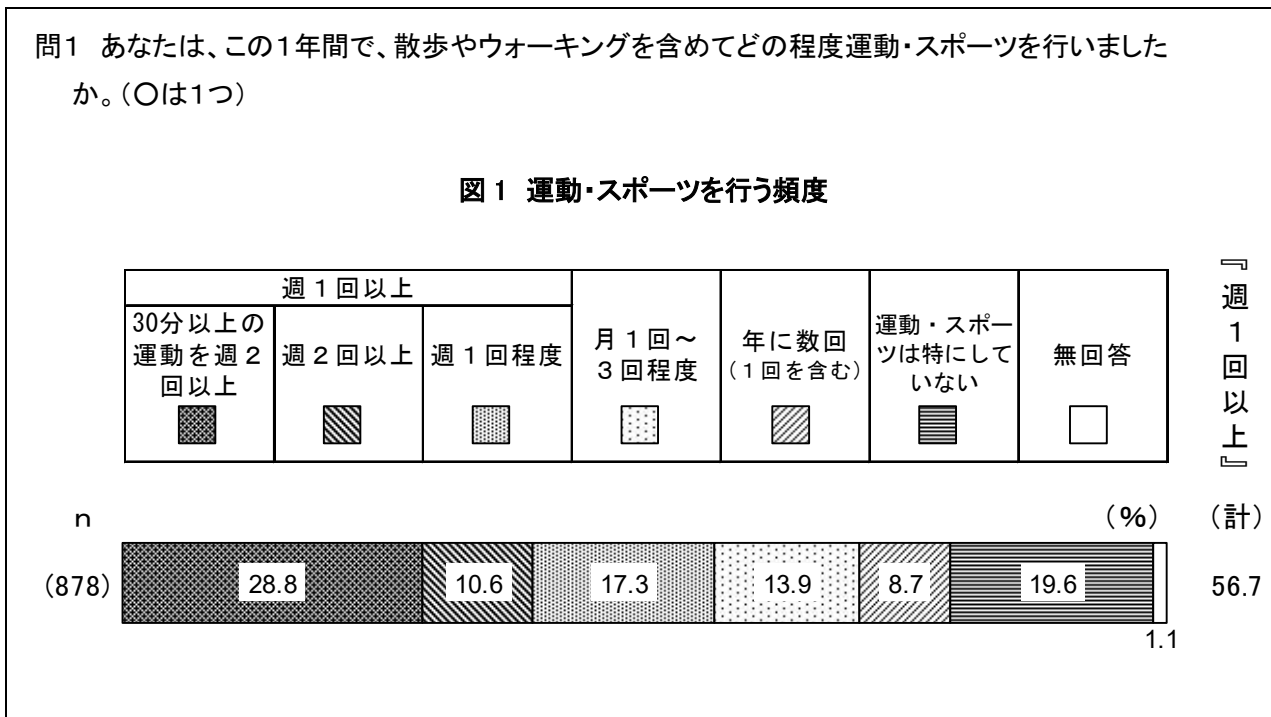 問1 あなたは、この1年間で、散歩やウォーキングを含めてどの程度運動・スポーツを行いました
か。(○は1つ)
図1 運動・スポーツを行う頻度
週1回以上
30分以上の
運動を週2
回以上
週2回以上
週1回程度
月1回～
3回程度
年に数回
(1回を含む)
運動・スポー
ツは特にして
いない
無回答
『週1回以上』
n
(%)
(計)
(878)
28.8
10.6
17.3
13.9
8.7
19.6
1.1
56.7